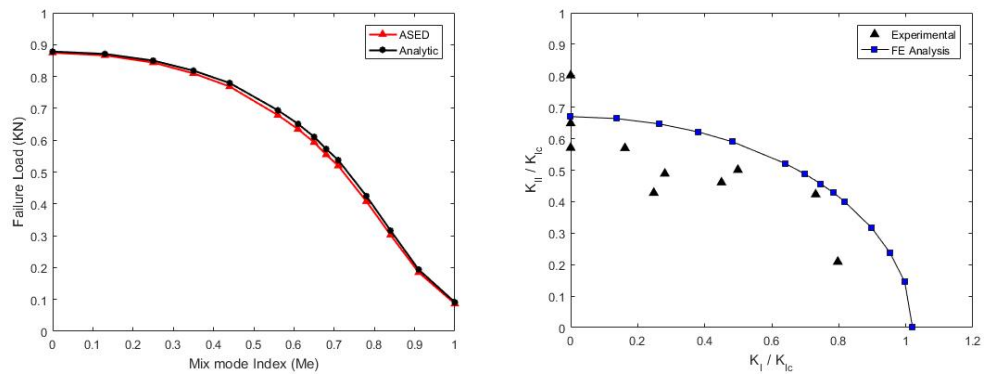 ASED
Analytic
1
0.9
0.8
0.7
0.6
0.5
0.4
0.3
0.2
0.1
0
Failure Load (KN)
0 0.1 0.2 0.3 0.4 0.5 0.6 0.7 0.8 0.9 1
Mix mode Index (Me)
Experimental
FE Analysis
1
0.9
0.8
0.7
0.6
0.5
0.4
0.3
0.2
0.1
0
K_II / K_Ic
0 0.2 0.4 0.6 0.8 1 1.2
K_I / K_Ic